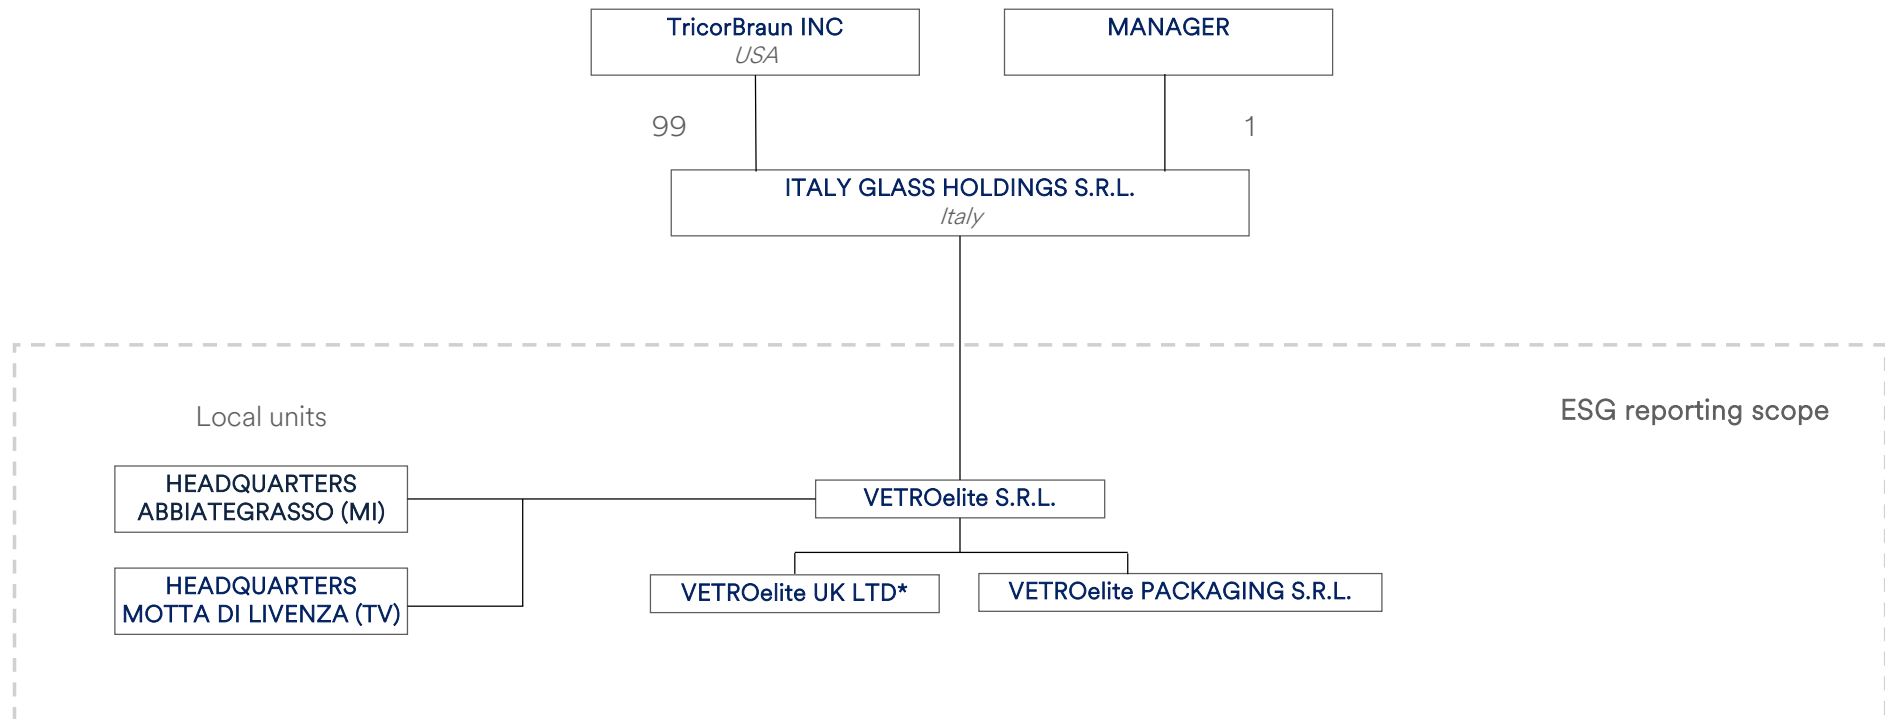 TricorBraun INC
USA
MANAGER
99
1
ITALY GLASS HOLDINGS S.R.L.
Italy
Local units
ESG reporting scope
HEADQUARTERS
ABBIATEGRASSO (MI)
VETROelite S.R.L.
HEADQUARTERS
MOTTA DI LIVENZA (TV)
VETROelite UK LTD*
VETROelite PACKAGING S.R.L.